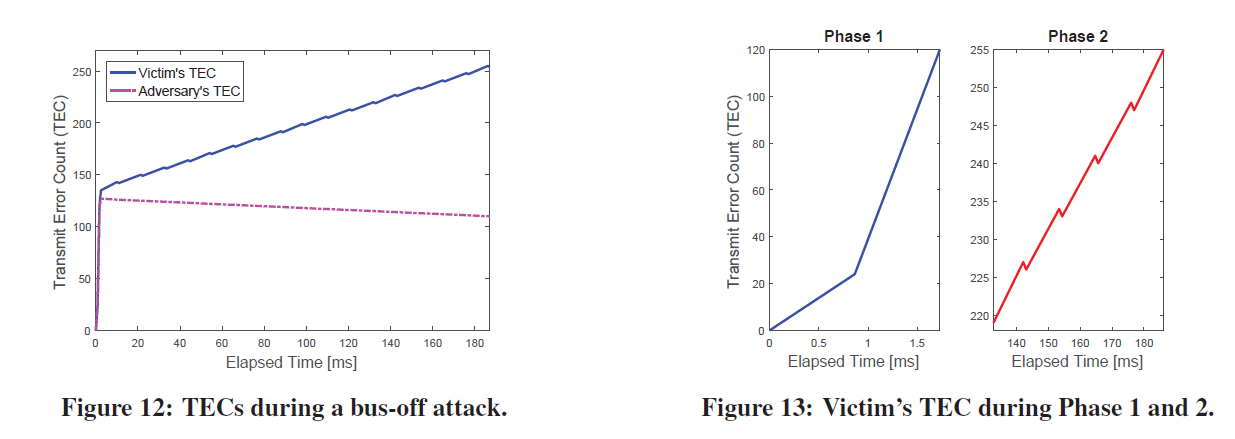 Transmit Error Count (TEC)
250
200
150
100
50
0
Victim's TEC
Adversary's TEC
0 20 40 60 80 100 120 140 160 180
Elapsed Time [ms]
Figure 12: TECs during a bus-off attack.
Phase 1
Transmit Error Count (TEC)
120
100
80
60
40
20
0
0 0.5 1 1.5
Elapsed Time [ms]
Phase 2
255
250
245
240
235
230
225
220
140 150 160 170 180
Elapsed Time [ms]
Figure 13: Victim’s TEC during Phase 1 and 2.